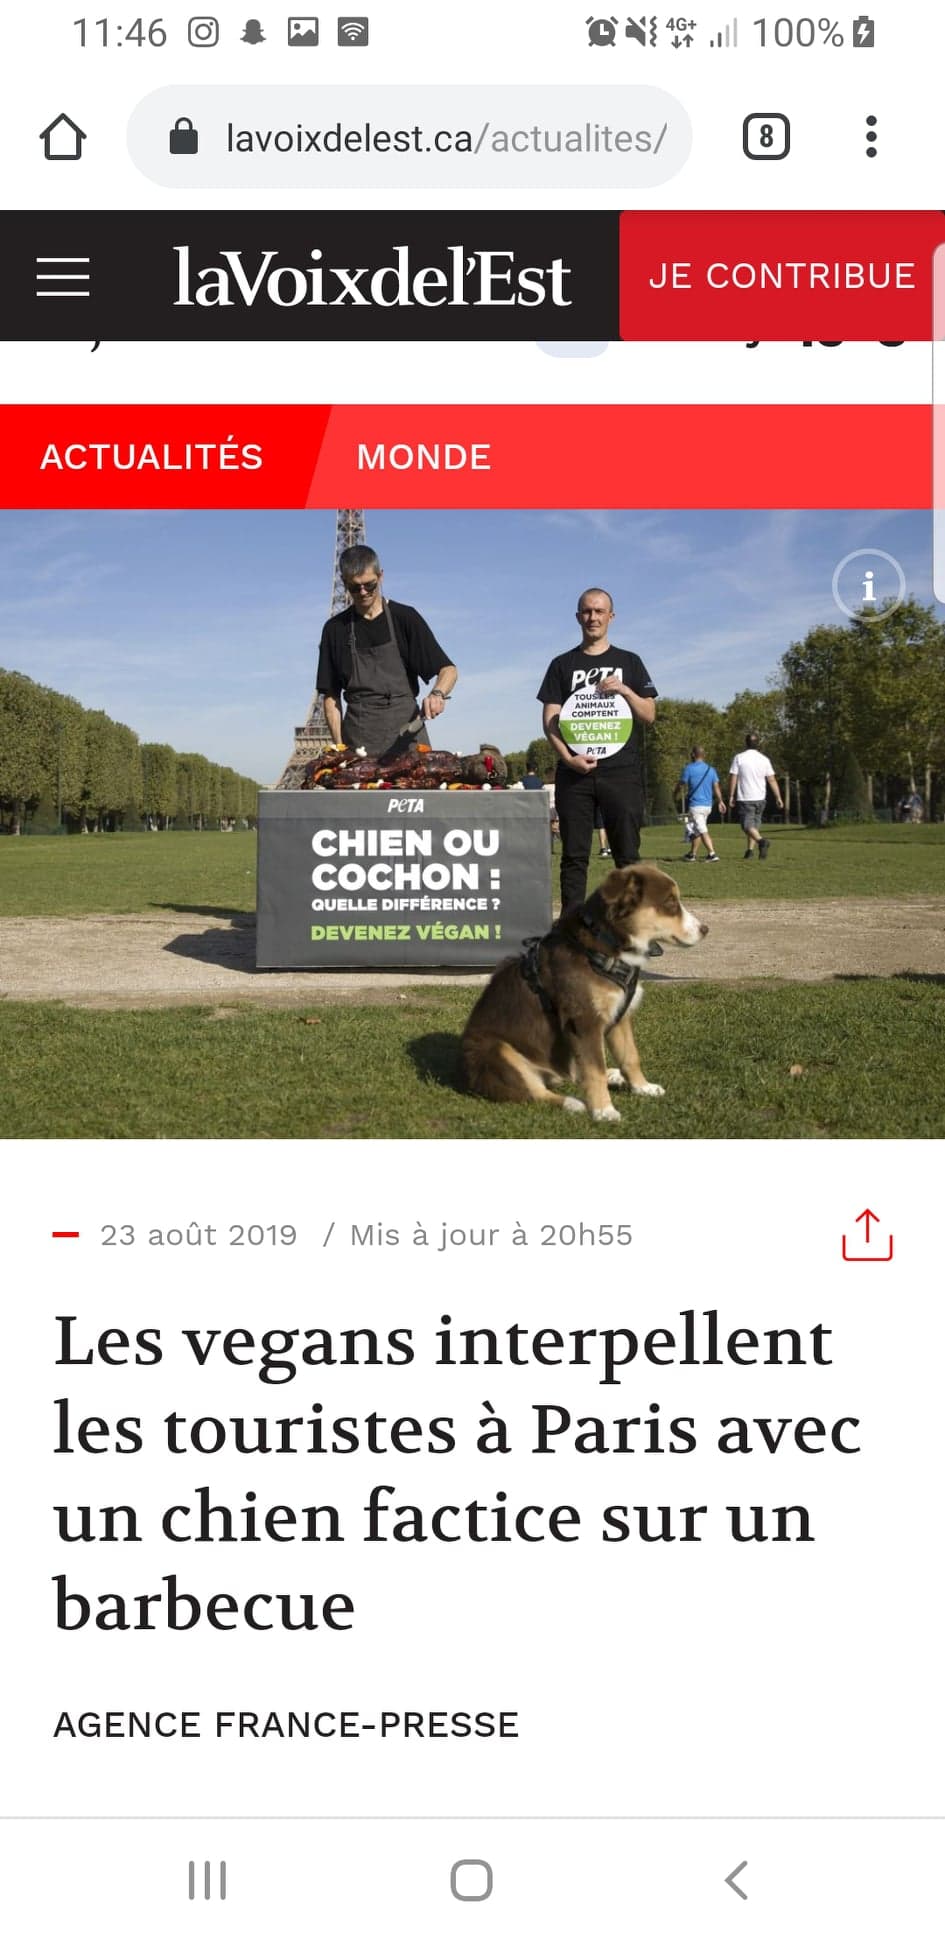 11:46
4G+
100%
lavoixdelest.ca/actualites/
8
laVoixdel'Est
JE CONTRIBUE
ACTUALITÉS
MONDE
i
PeTA
TOUS LES
ANIMAUX
COMPTENT
DEVENEZ
VÉGAN !
PeTA
PeTA
CHIEN OU
COCHON :
QUELLE DIFFÉRENCE ?
DEVENEZ VÉGAN !
23 août 2019 / Mis à jour à 20h55
Les vegans interpellent
les touristes à Paris avec
un chien factice sur un
barbecue
AGENCE FRANCE-PRESSE